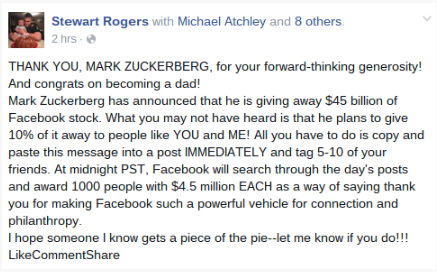 Stewart Rogers with Michael Atchley and 8 others.
2 hrs ·
THANK YOU, MARK ZUCKERBERG, for your forward-thinking generosity!
And congrats on becoming a dad!
Mark Zuckerberg has announced that he is giving away $45 billion of
Facebook stock. What you may not have heard is that he plans to give
10% of it away to people like YOU and ME! All you have to do is copy and
paste this message into a post IMMEDIATELY and tag 5-10 of your
friends. At midnight PST, Facebook will search through the day's posts
and award 1000 people with $4.5 million EACH as a way of saying thank
you for making Facebook such a powerful vehicle for connection and
philanthropy.
I hope someone I know gets a piece of the pie--let me know if you do!!!
LikeCommentShare